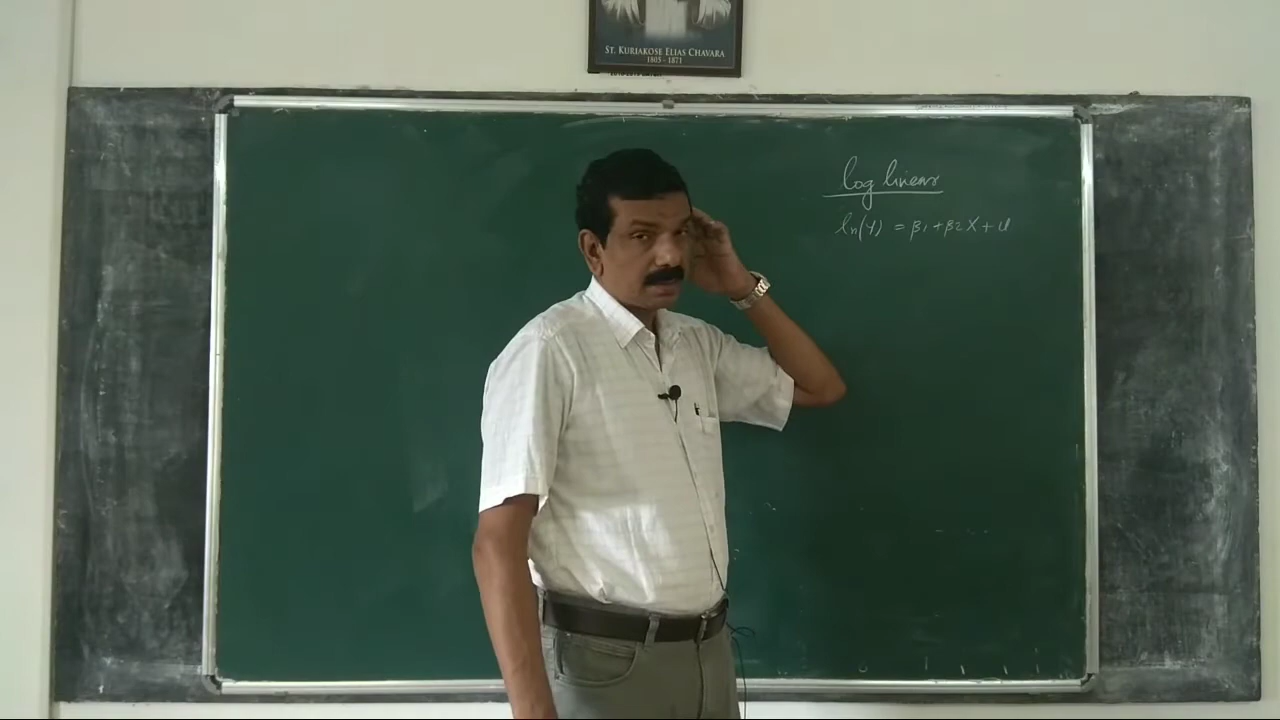 ST. KURIAKOSE ELIAS CHAVARA
1805 - 1871
log linear
ln(Y) = β1 + β2 X + u